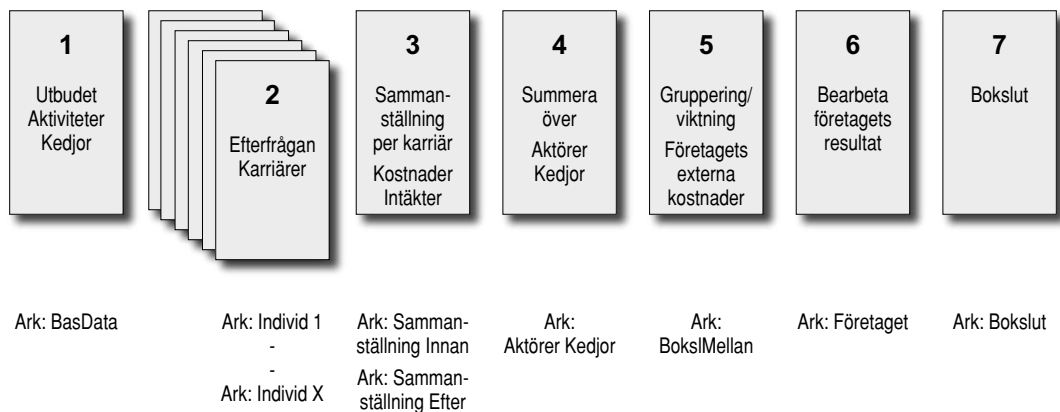 1
Utbudet
Aktiviteter
Kedjor
2
Efterfrågan
Karriärer
3
Samman-
ställning
per karriär
Kostnader
Intäkter
4
Summera
över
Aktörer
Kedjor
5
Gruppering/
viktning
Företagets
externa
kostnader
6
Bearbeta
företagets
resultat
7
Bokslut
Ark: BasData
Ark: Individ 1
-
-
Ark: Individ X
Ark: Samman-
ställning Innan
Ark: Samman-
ställning Efter
Ark:
Aktörer Kedjor
Ark:
BokslMellan
Ark: Företaget
Ark: Bokslut